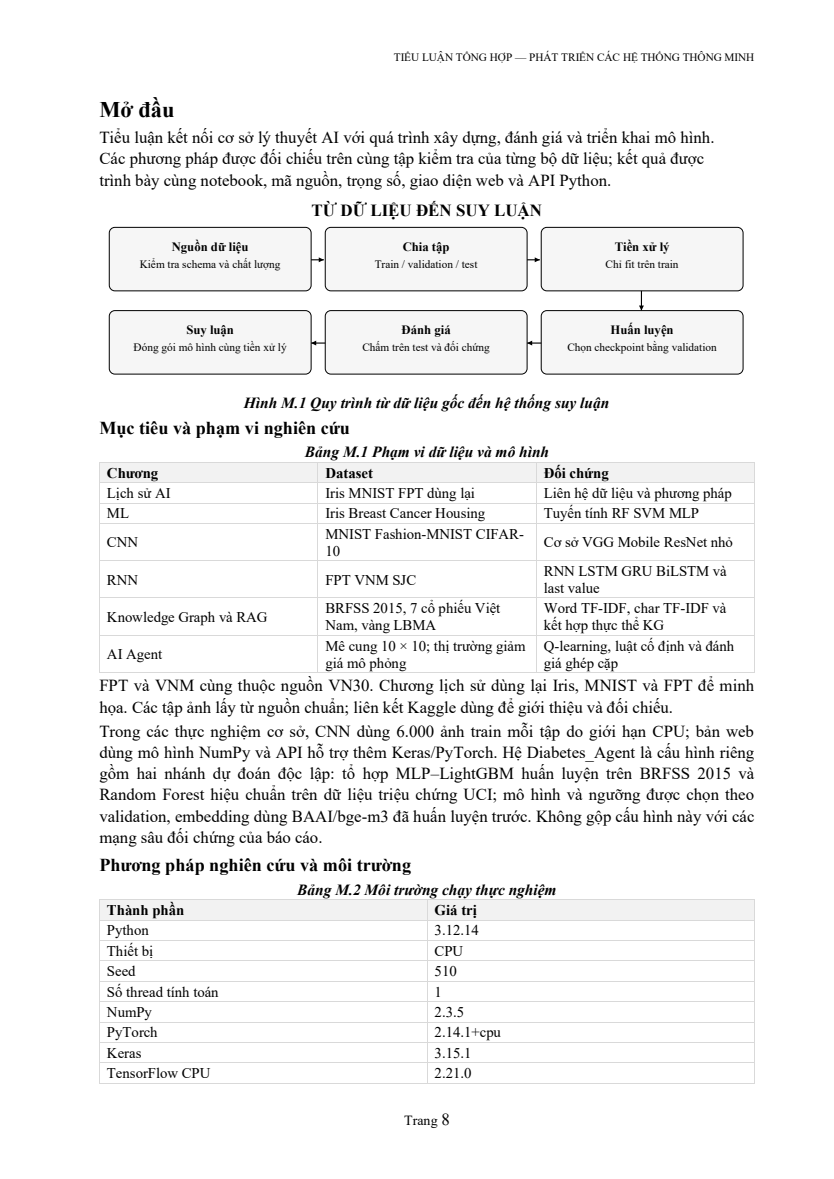 TIỂU LUẬN TỔNG HỢP — PHÁT TRIỂN CÁC HỆ THỐNG THÔNG MINH
Mở đầu
Tiểu luận kết nối cơ sở lý thuyết AI với quá trình xây dựng, đánh giá và triển khai mô hình.
Các phương pháp được đối chiếu trên cùng tập kiểm tra của từng bộ dữ liệu; kết quả được
trình bày cùng notebook, mã nguồn, trọng số, giao diện web và API Python.
TỪ DỮ LIỆU ĐẾN SUY LUẬN
Nguồn dữ liệu
Kiểm tra schema và chất lượng
Chia tập
Train / validation / test
Tiền xử lý
Chỉ fit trên train
Suy luận
Đóng gói mô hình cùng tiền xử lý
Đánh giá
Chấm trên test và đối chứng
Huấn luyện
Chọn checkpoint bằng validation
Hình M.1 Quy trình từ dữ liệu gốc đến hệ thống suy luận
Mục tiêu và phạm vi nghiên cứu
Bảng M.1 Phạm vi dữ liệu và mô hình
Chương Dataset Đối chứng
Lịch sử AI Iris MNIST FPT dùng lại Liên hệ dữ liệu và phương pháp
ML Iris Breast Cancer Housing Tuyến tính RF SVM MLP
CNN
MNIST Fashion-MNIST CIFAR-
10
Cơ sở VGG Mobile ResNet nhỏ
RNN
FPT VNM SJC
RNN LSTM GRU BiLSTM và
last value
Knowledge Graph và RAG
BRFSS 2015, 7 cổ phiếu Việt
Nam, vàng LBMA
Word TF-IDF, char TF-IDF và
kết hợp thực thể KG
AI Agent
Mê cung 10 × 10; thị trường giảm
giá mô phỏng
Q-learning, luật cố định và đánh
giá ghép cặp
FPT và VNM cùng thuộc nguồn VN30. Chương lịch sử dùng lại Iris, MNIST và FPT để minh
họa. Các tập ảnh lấy từ nguồn chuẩn; liên kết Kaggle dùng để giới thiệu và đối chiếu.
Trong các thực nghiệm cơ sở, CNN dùng 6.000 ảnh train mỗi tập do giới hạn CPU; bản web
dùng mô hình NumPy và API hỗ trợ thêm Keras/PyTorch. Hệ Diabetes_Agent là cấu hình riêng
gồm hai nhánh dự đoán độc lập: tổ hợp MLP–LightGBM huấn luyện trên BRFSS 2015 và
Random Forest hiệu chuẩn trên dữ liệu triệu chứng UCI; mô hình và ngưỡng được chọn theo
validation, embedding dùng BAAI/bge-m3 đã huấn luyện trước. Không gộp cấu hình này với các
mạng sâu đối chứng của báo cáo.
Phương pháp nghiên cứu và môi trường
Bảng M.2 Môi trường chạy thực nghiệm
Thành phần Giá trị
Python 3.12.14
Thiết bị CPU
Seed 510
Số thread tính toán 1
NumPy 2.3.5
PyTorch 2.14.1+cpu
Keras 3.15.1
TensorFlow CPU 2.21.0
Trang 8